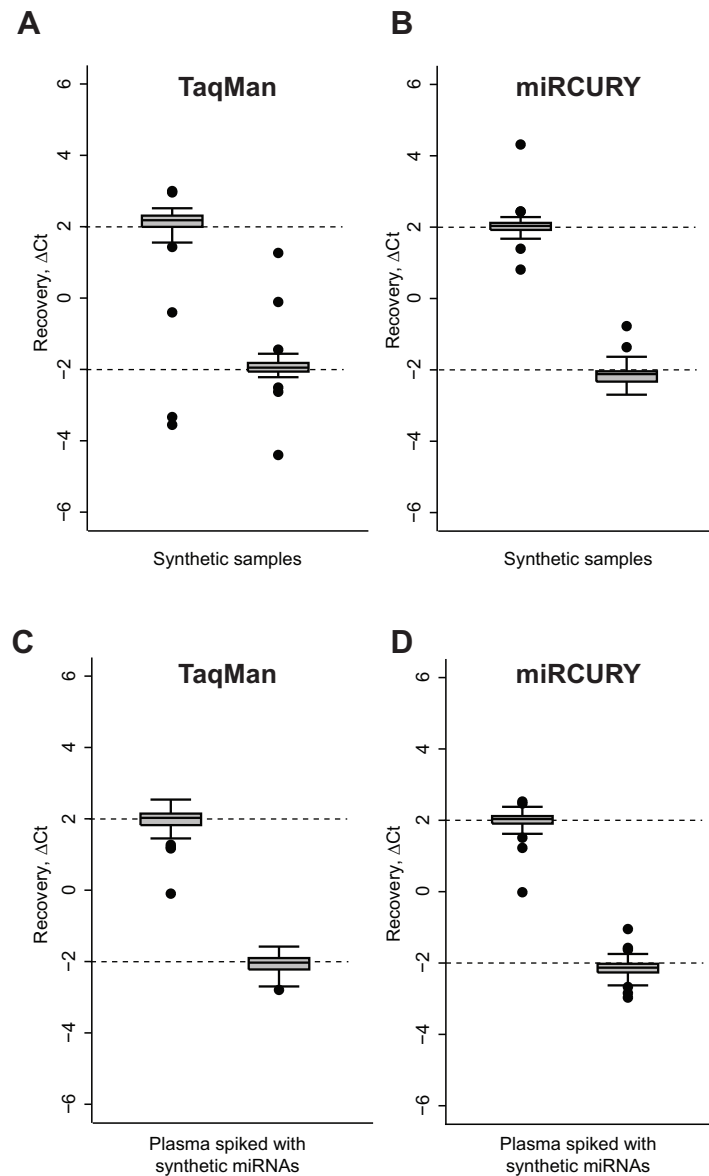 A
B
TaqMan
miRCURY
Recovery, ΔCt
6
4
2
0
−2
−4
−6
Recovery, ΔCt
6
4
2
0
−2
−4
−6
Synthetic samples
Synthetic samples
C
D
TaqMan
miRCURY
Recovery, ΔCt
6
4
2
0
−2
−4
−6
Recovery, ΔCt
6
4
2
0
−2
−4
−6
Plasma spiked with
synthetic miRNAs
Plasma spiked with
synthetic miRNAs